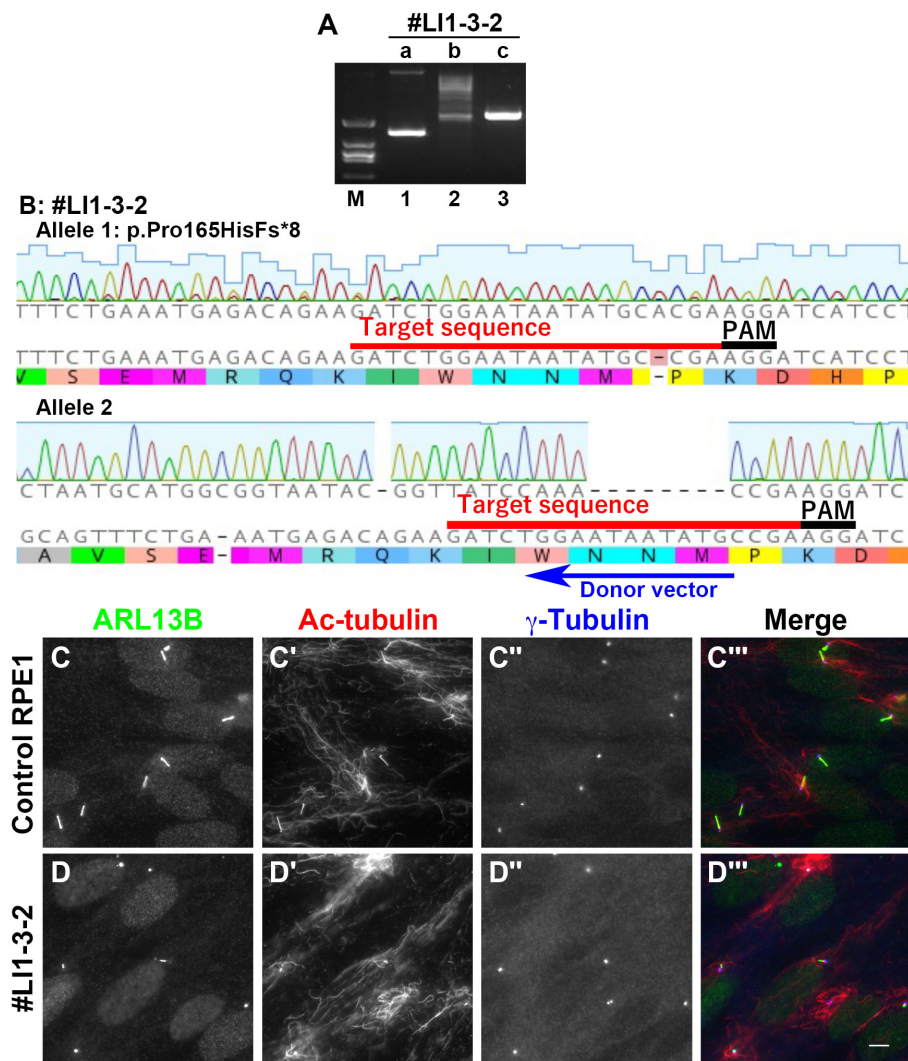 A
#LI1-3-2
a b c
M 1 2 3
B: #LI1-3-2
Allele 1: p.Pro165HisFs*8
TTTCTGAAATGAGACAGAAGATCTGGAATAATATGCACGAAGGATCATCCT
Target sequence PAM
TTTCTGAAATGAGACAGAAGATCTGGAATAATATGC-CGAAGGATCATCCT
V S E M R Q K I W N N M - P K D H P
Allele 2
CTAATGCATGGCGGTAATAC-GGTTATCCAAA--------CCGAAGGATC
Target sequence PAM
GCAGTTTCTGA-AATGAGACAGAAGATCTGGAATAATATGCCGAAGGATC
A V S E - M R Q K I W N N M P K D
Donor vector
ARL13B Ac-tubulin γ-Tubulin Merge
Control RPE1
C C' C'' C'''
#LI1-3-2
D D' D'' D'''